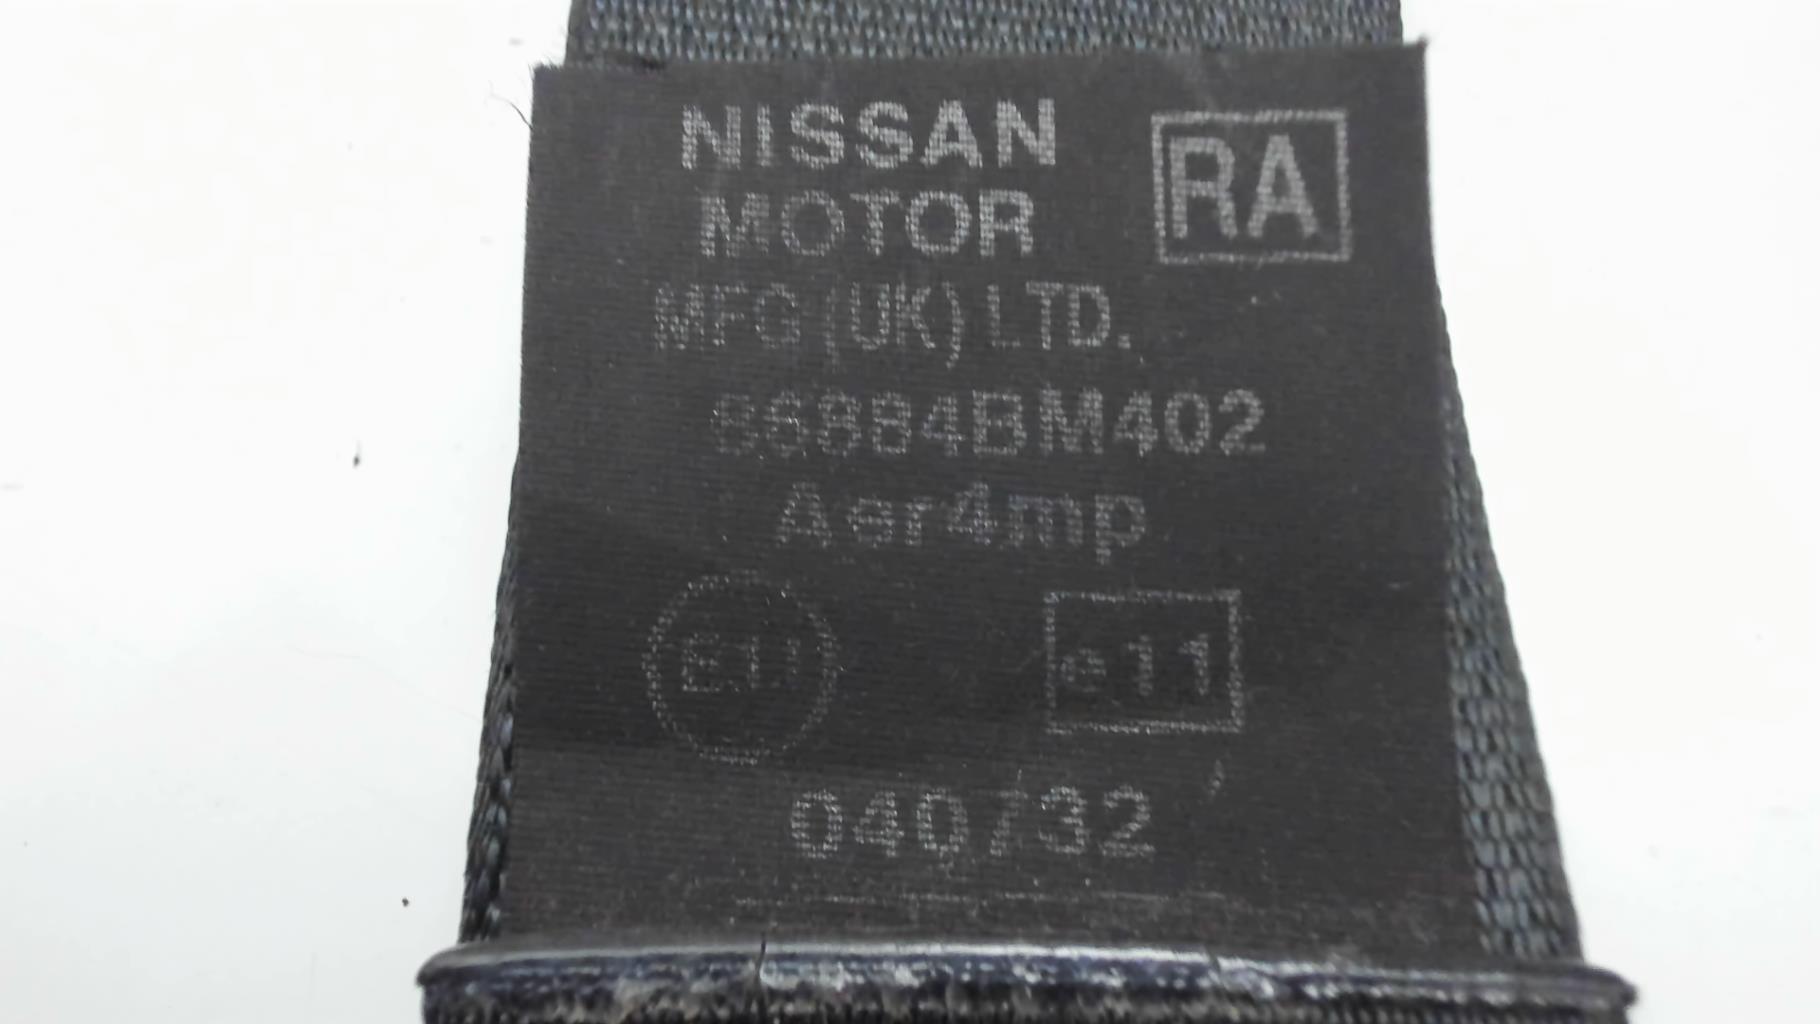 NISSAN
RA
MOTOR
MFG (UK) LTD.
86884BM402
Aer4mp
E11 e11
040732